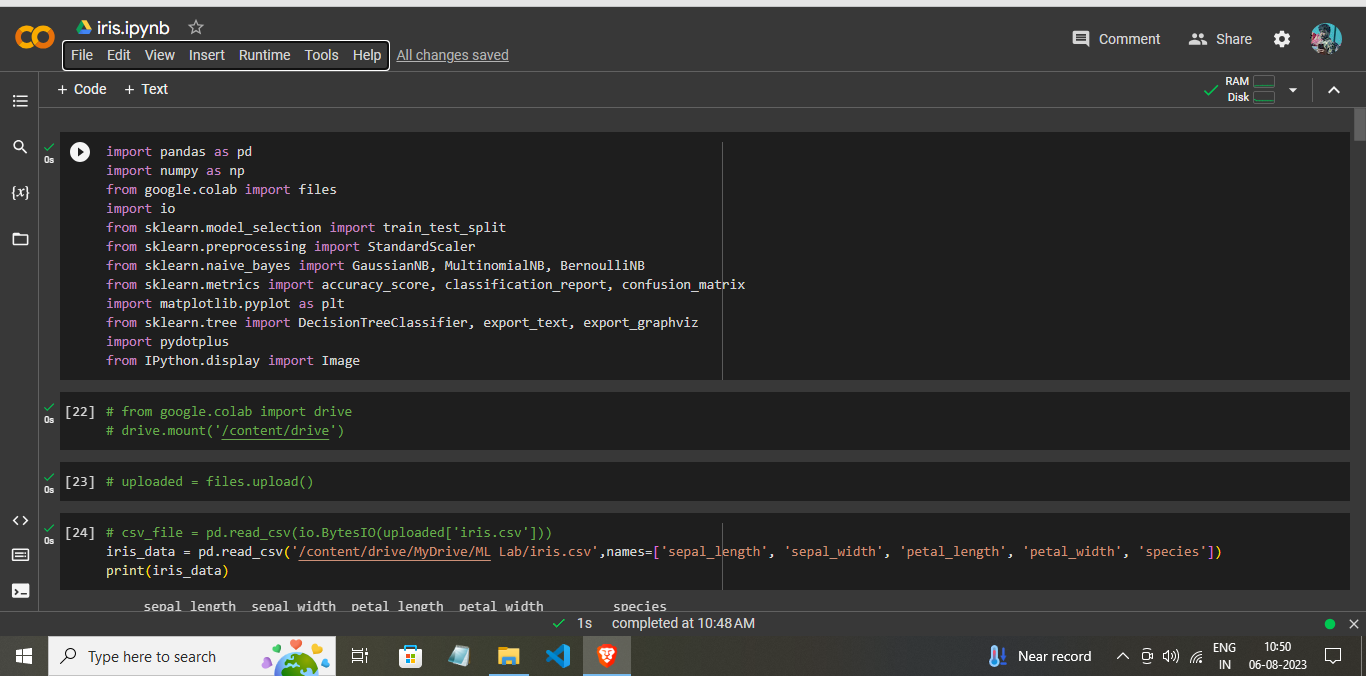 iris.ipynb
File Edit View Insert Runtime Tools Help All changes saved
Comment Share
+ Code + Text
RAM
Disk
0s
import pandas as pd
import numpy as np
from google.colab import files
import io
from sklearn.model_selection import train_test_split
from sklearn.preprocessing import StandardScaler
from sklearn.naive_bayes import GaussianNB, MultinomialNB, BernoulliNB
from sklearn.metrics import accuracy_score, classification_report, confusion_matrix
import matplotlib.pyplot as plt
from sklearn.tree import DecisionTreeClassifier, export_text, export_graphviz
import pydotplus
from IPython.display import Image
0s
[22] # from google.colab import drive
# drive.mount('/content/drive')
0s
[23] # uploaded = files.upload()
0s
[24] # csv_file = pd.read_csv(io.BytesIO(uploaded['iris.csv']))
iris_data = pd.read_csv('/content/drive/MyDrive/ML Lab/iris.csv',names=['sepal_length', 'sepal_width', 'petal_length', 'petal_width', 'species'])
print(iris_data)
sepal_length sepal_width petal_length petal_width species
1s completed at 10:48 AM
Type here to search
Near record
ENG
IN
10:50
06-08-2023